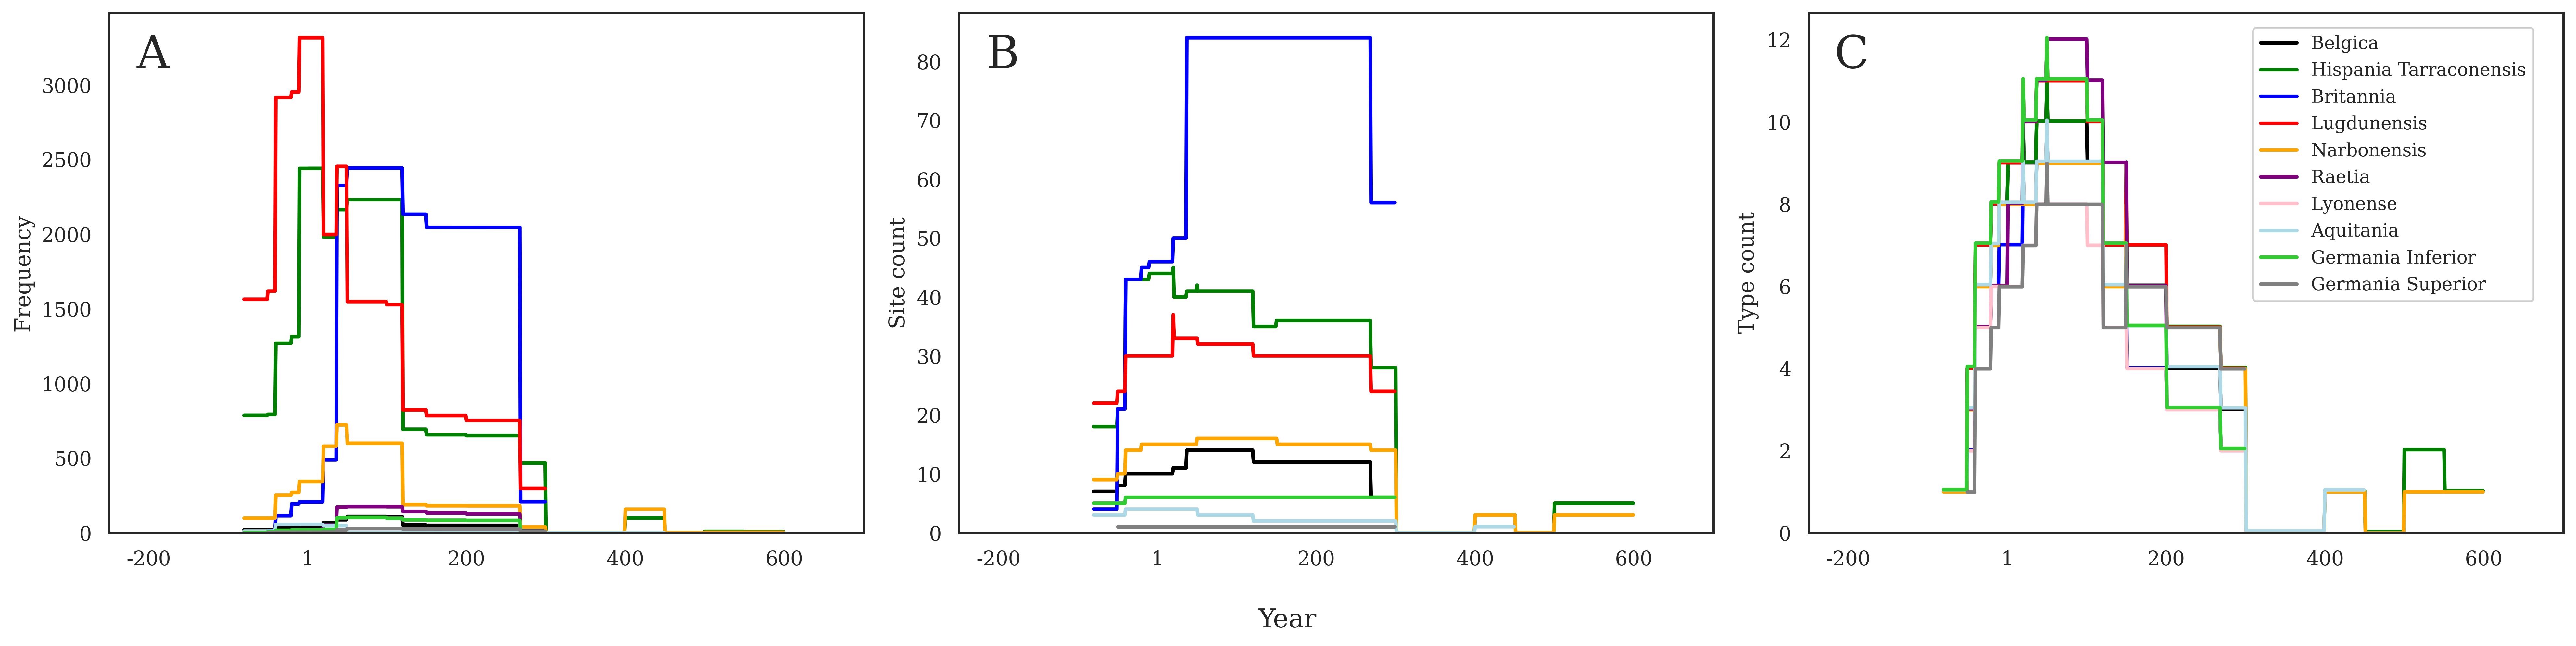 A
Frequency
3000
2500
2000
1500
1000
500
0
-200 1 200 400 600
B
Site count
80
70
60
50
40
30
20
10
0
-200 1 200 400 600
C
Type count
12
10
8
6
4
2
0
-200 1 200 400 600
Belgica
Hispania Tarraconensis
Britannia
Lugdunensis
Narbonensis
Raetia
Lyonense
Aquitania
Germania Inferior
Germania Superior
Year